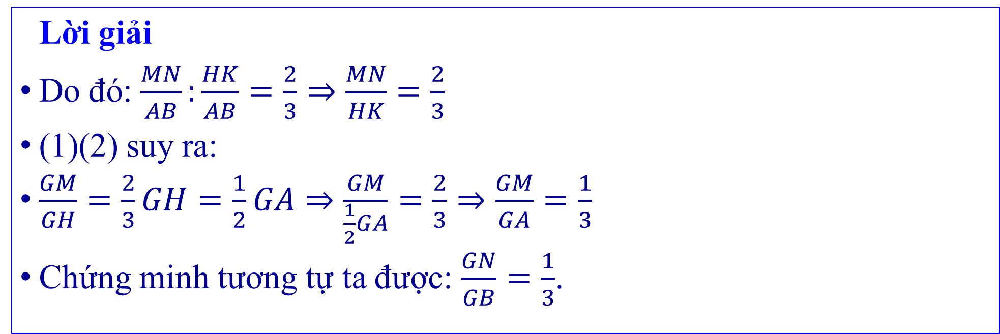 Lời giải
• Do đó: \frac{MN}{AB} : \frac{HK}{AB} = \frac{2}{3} ⇒ \frac{MN}{HK} = \frac{2}{3}
• (1)(2) suy ra:
• \frac{GM}{GH} = \frac{2}{3} GH = \frac{1}{2} GA ⇒ \frac{GM}{\frac{1}{2}GA} = \frac{2}{3} ⇒ \frac{GM}{GA} = \frac{1}{3}
• Chứng minh tương tự ta được: \frac{GN}{GB} = \frac{1}{3}.